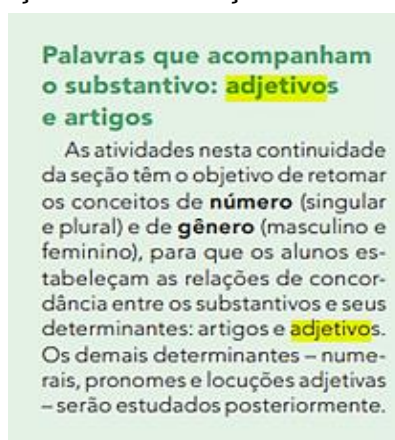 Palavras que acompanham
o substantivo: adjetivos
e artigos
As atividades nesta continuidade
da seção têm o objetivo de retomar
os conceitos de número (singular
e plural) e de gênero (masculino e
feminino), para que os alunos es-
tabeleçam as relações de concor-
dância entre os substantivos e seus
determinantes: artigos e adjetivos.
Os demais determinantes – nume-
rais, pronomes e locuções adjetivas
– serão estudados posteriormente.